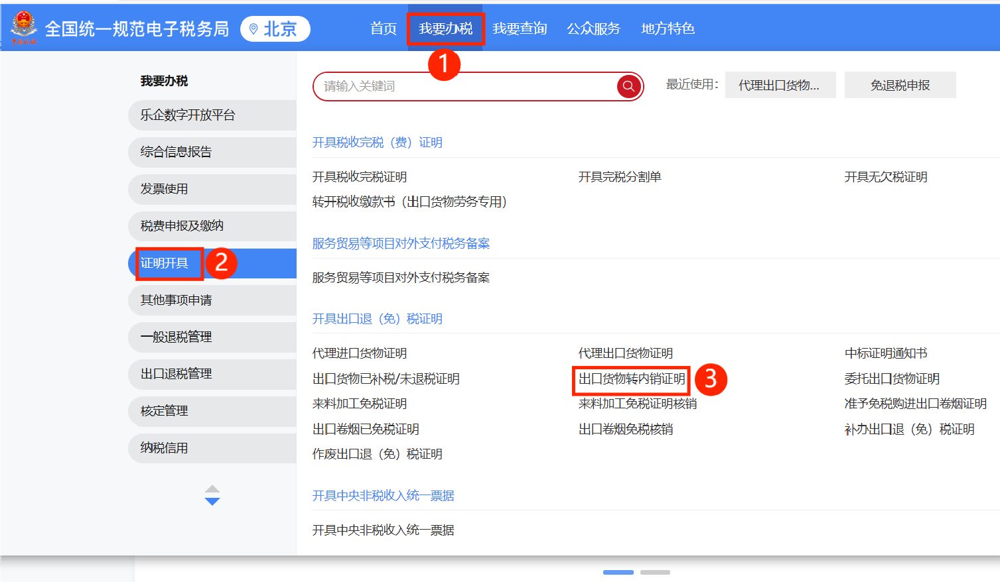 全国统一规范电子税务局 北京 首页 我要办税 我要查询 公众服务 地方特色
1
我要办税
请输入关键词 最近使用: 代理出口货物... 免退税申报
乐企数字开放平台
综合信息报告
发票使用
税费申报及缴纳
证明开具 2
其他事项申请
一般退税管理
出口退税管理
核定管理
纳税信用
开具税收完税（费）证明
开具税收完税证明 开具完税分割单 开具无欠税证明
转开税收缴款书（出口货物劳务专用）
服务贸易等项目对外支付税务备案
服务贸易等项目对外支付税务备案
开具出口退（免）税证明
代理进口货物证明 代理出口货物证明 中标证明通知书
出口货物已补税/未退税证明 出口货物转内销证明 3 委托出口货物证明
来料加工免税证明 来料加工免税证明核销 准予免税购进出口卷烟证明
出口卷烟已免税证明 出口卷烟免税核销 补办出口退（免）税证明
作废出口退（免）税证明
开具中央非税收入统一票据
开具中央非税收入统一票据